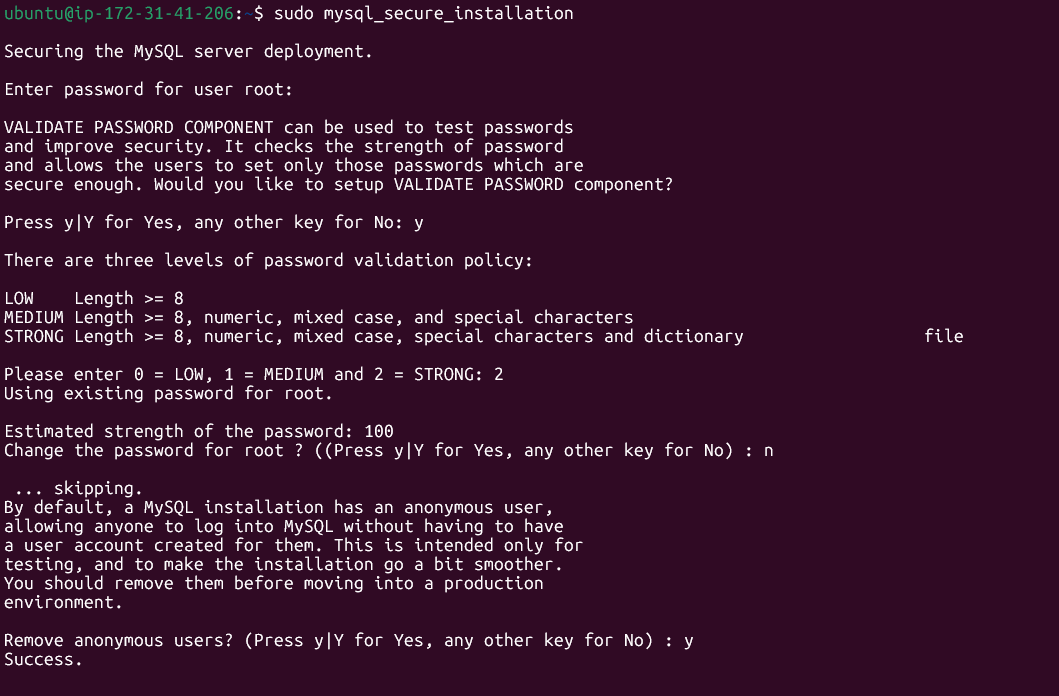 ubuntu@ip-172-31-41-206:~$ sudo mysql_secure_installation
Securing the MySQL server deployment.
Enter password for user root:
VALIDATE PASSWORD COMPONENT can be used to test passwords
and improve security. It checks the strength of password
and allows the users to set only those passwords which are
secure enough. Would you like to setup VALIDATE PASSWORD component?
Press y|Y for Yes, any other key for No: y
There are three levels of password validation policy:
LOW    Length >= 8
MEDIUM Length >= 8, numeric, mixed case, and special characters
STRONG Length >= 8, numeric, mixed case, special characters and dictionary                  file
Please enter 0 = LOW, 1 = MEDIUM and 2 = STRONG: 2
Using existing password for root.
Estimated strength of the password: 100
Change the password for root ? ((Press y|Y for Yes, any other key for No) : n
 ... skipping.
By default, a MySQL installation has an anonymous user,
allowing anyone to log into MySQL without having to have
a user account created for them. This is intended only for
testing, and to make the installation go a bit smoother.
You should remove them before moving into a production
environment.
Remove anonymous users? (Press y|Y for Yes, any other key for No) : y
Success.